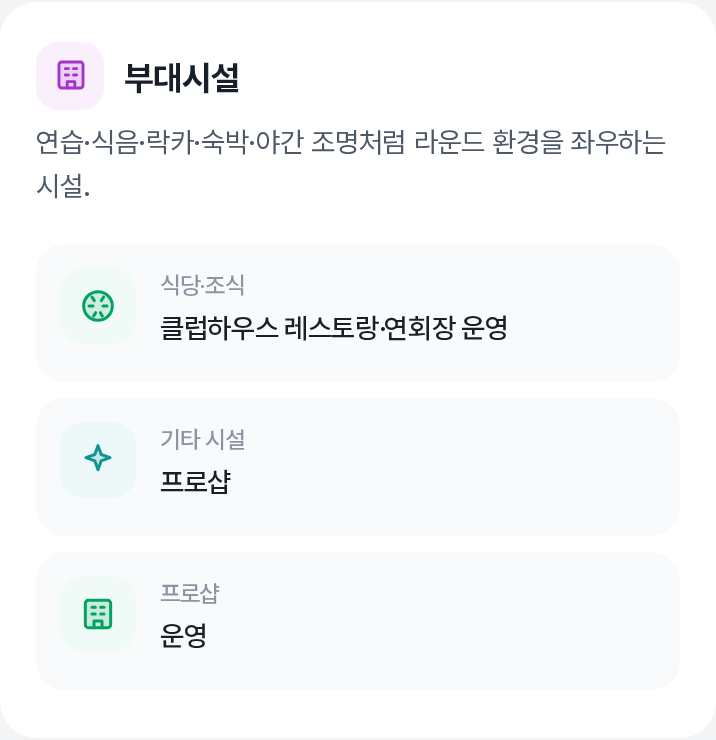 부대시설
연습·식음·락카·숙박·야간 조명처럼 라운드 환경을 좌우하는
시설.
식당·조식
클럽하우스 레스토랑·연회장 운영
기타 시설
프로샵
프로샵
운영